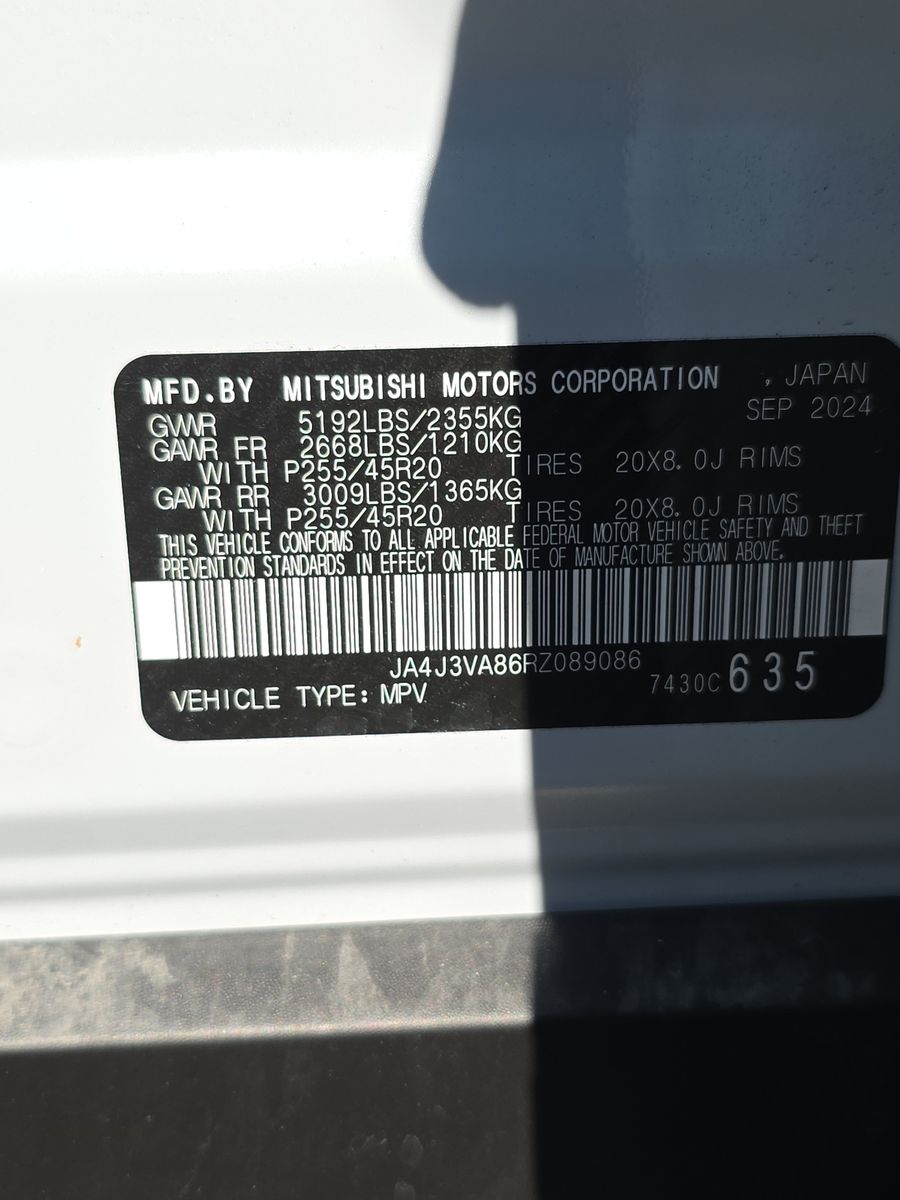 MFD.BY MITSUBISHI MOTORS CORPORATION , JAPAN
GVWR 5192LBS/2355KG SEP 2024
GAWR FR 2668LBS/1210KG
WITH P255/45R20 TIRES 20X8.0J RIMS
GAWR RR 3009LBS/1365KG
WITH P255/45R20 TIRES 20X8.0J RIMS
THIS VEHICLE CONFORMS TO ALL APPLICABLE FEDERAL MOTOR VEHICLE SAFETY AND THEFT
PREVENTION STANDARDS IN EFFECT ON THE DATE OF MANUFACTURE SHOWN ABOVE.
JA4J3VA86RZ089086
VEHICLE TYPE: MPV 7430C 635